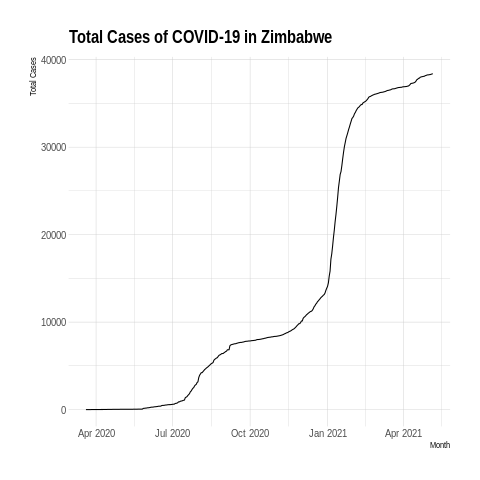 Total Cases of COVID-19 in Zimbabwe
Total Cases
40000
30000
20000
10000
0
Apr 2020 Jul 2020 Oct 2020 Jan 2021 Apr 2021
Month